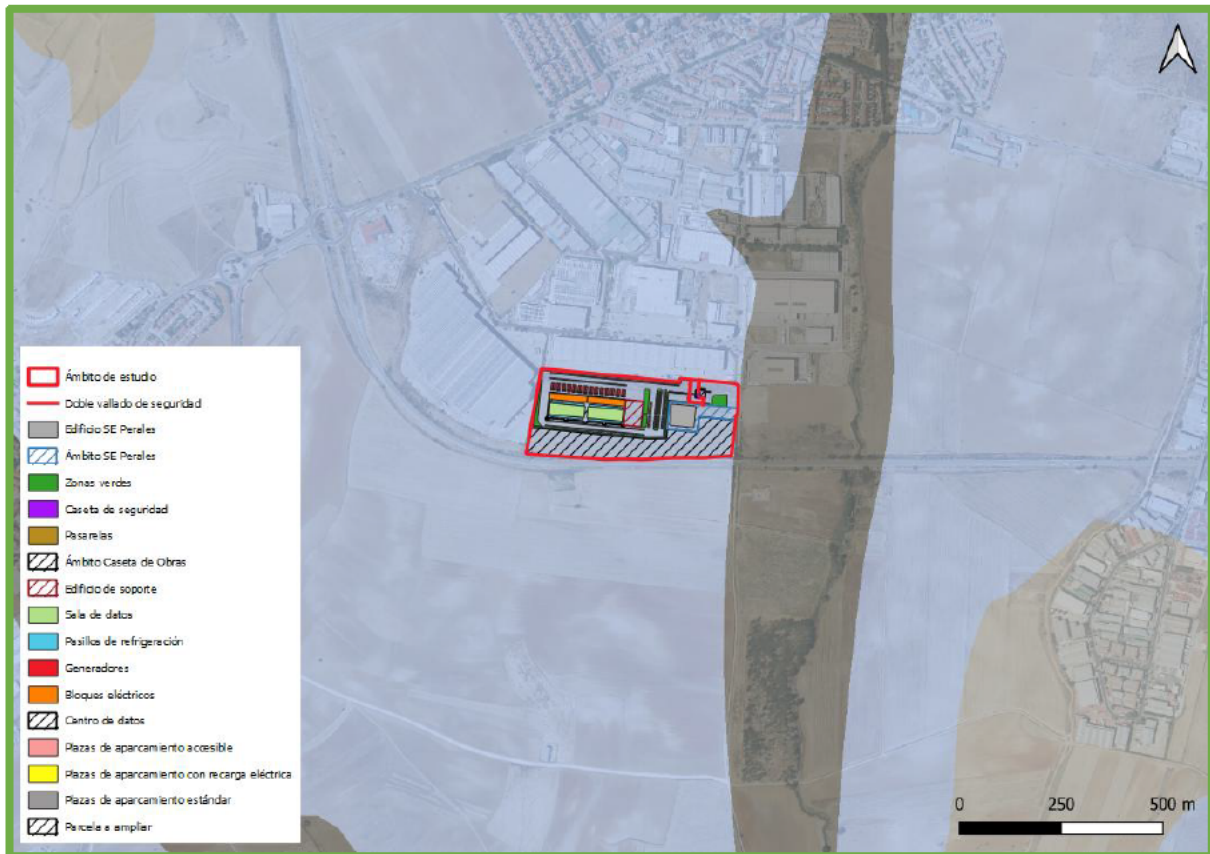 Ámbito de estudio
Doble vallado de seguridad
Edificio SE Perales
Ámbito SE Perales
Zonas verdes
Caseta de seguridad
Pasarelas
Ámbito Caseta de Obras
Edificio de soporte
Sala de datos
Pasillos de refrigeración
Generadores
Bloques eléctricos
Centro de datos
Plazas de aparcamiento accesible
Plazas de aparcamiento con recarga eléctrica
Plazas de aparcamiento estándar
Parcela a ampliar
0 250 500 m